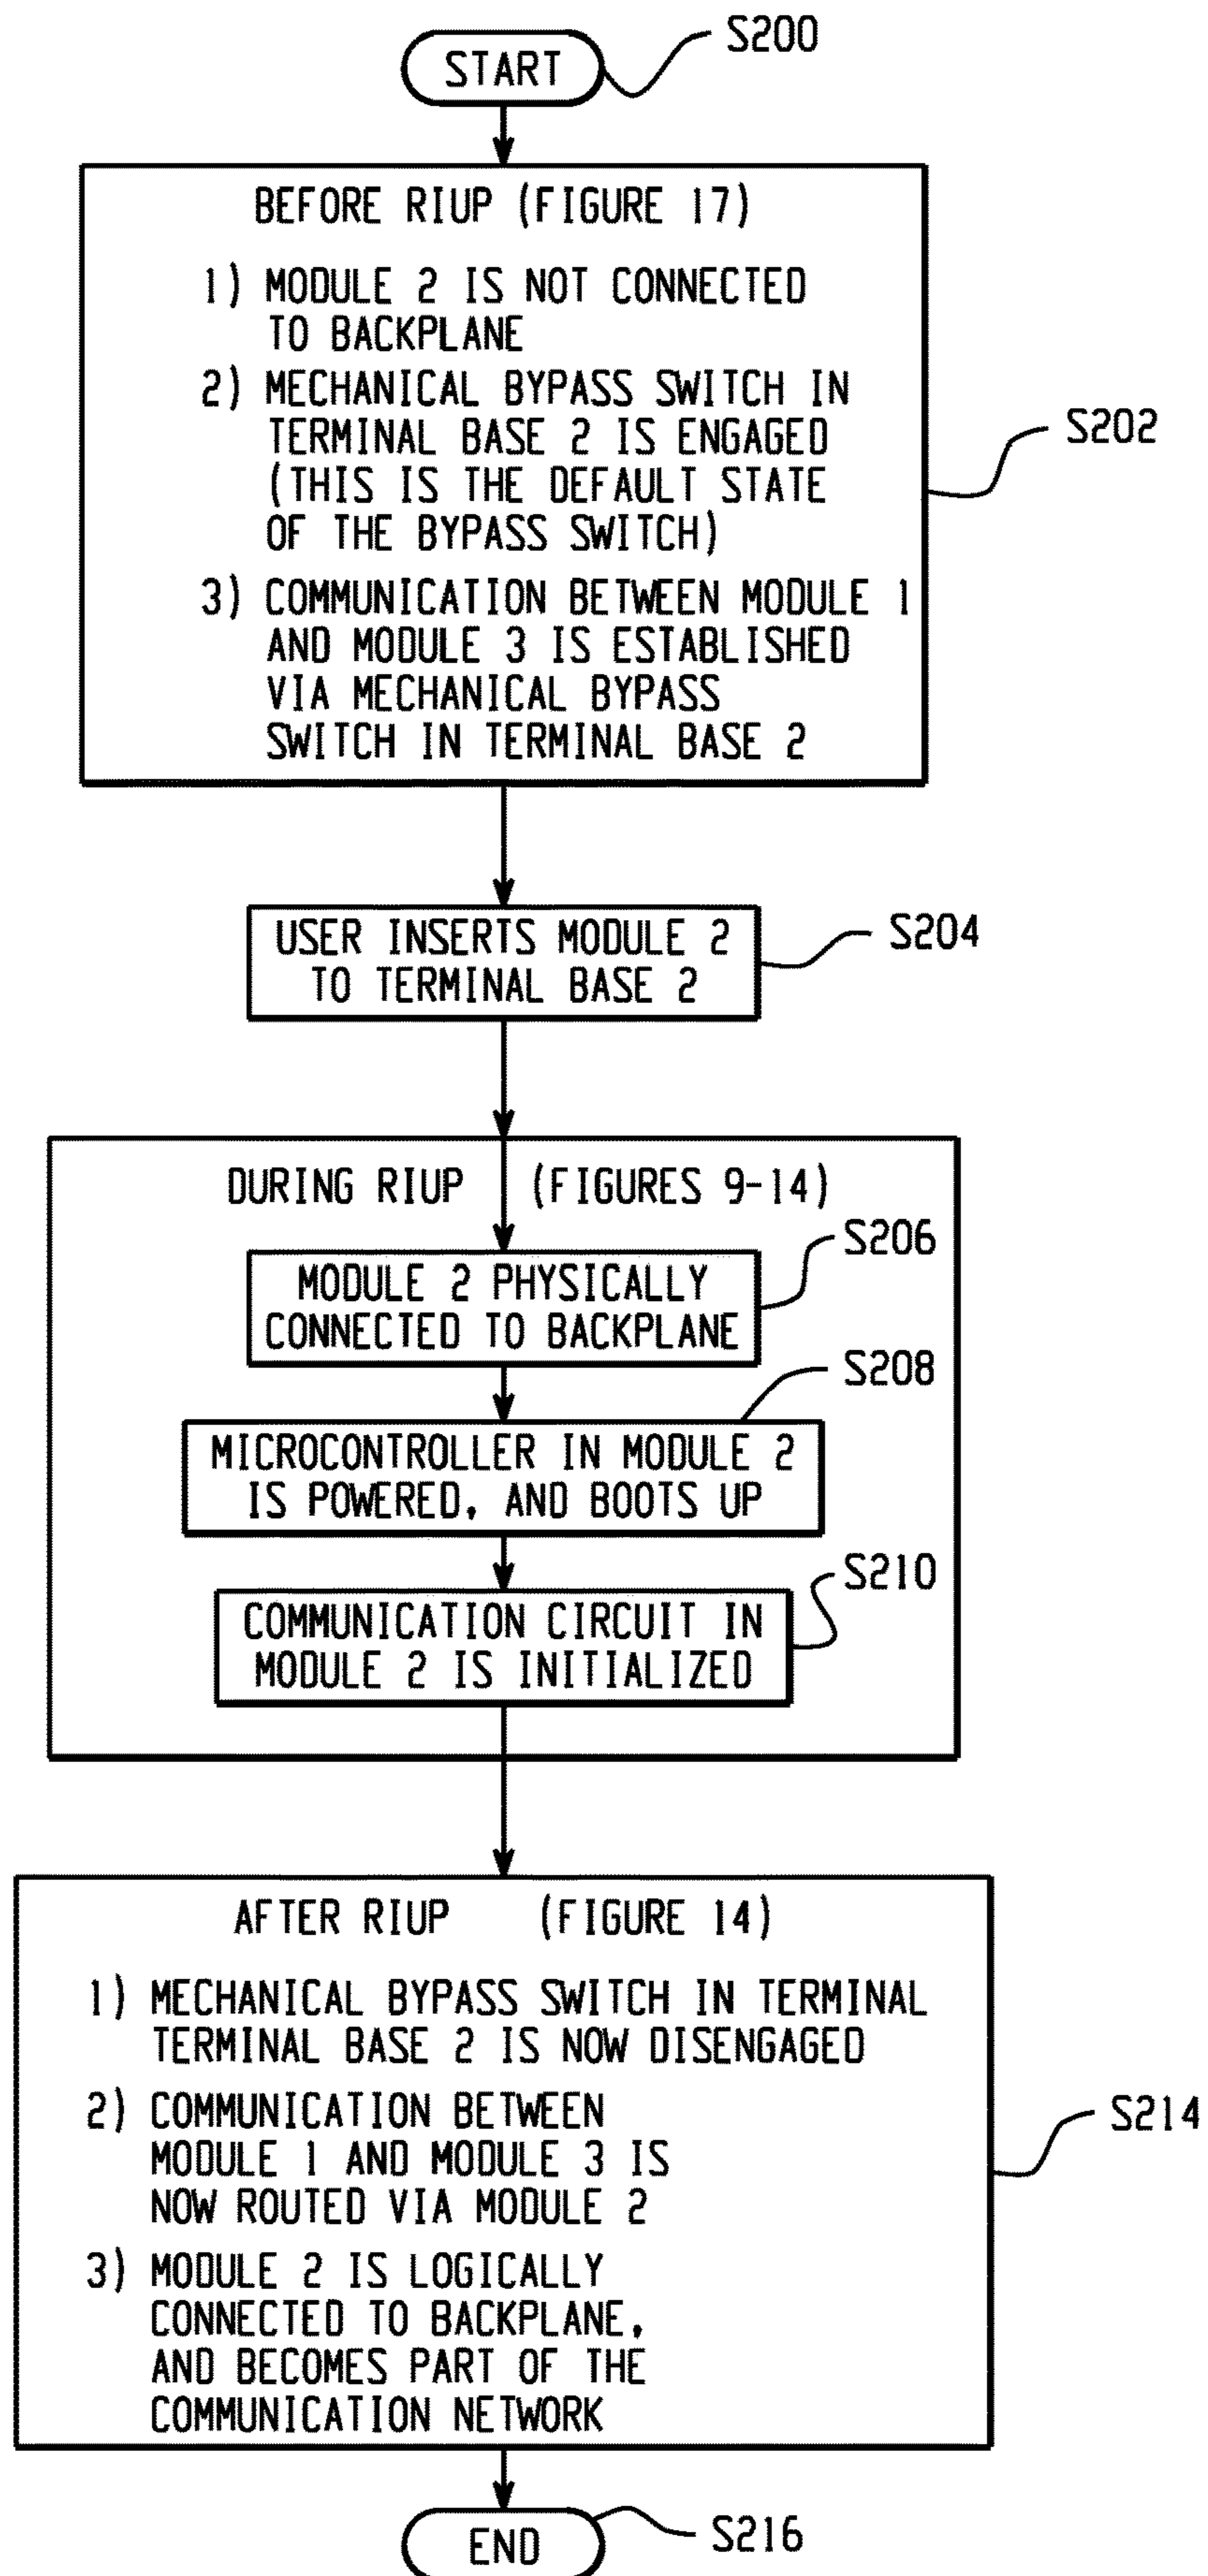 START
S200
BEFORE RIUP (FIGURE 17)
1) MODULE 2 IS NOT CONNECTED
TO BACKPLANE
2) MECHANICAL BYPASS SWITCH IN
TERMINAL BASE 2 IS ENGAGED
(THIS IS THE DEFAULT STATE
OF THE BYPASS SWITCH)
3) COMMUNICATION BETWEEN MODULE 1
AND MODULE 3 IS ESTABLISHED
VIA MECHANICAL BYPASS
SWITCH IN TERMINAL BASE 2
S202
USER INSERTS MODULE 2
TO TERMINAL BASE 2
S204
DURING RIUP (FIGURES 9-14)
S206
MODULE 2 PHYSICALLY
CONNECTED TO BACKPLANE
S208
MICROCONTROLLER IN MODULE 2
IS POWERED, AND BOOTS UP
S210
COMMUNICATION CIRCUIT IN
MODULE 2 IS INITIALIZED
AFTER RIUP (FIGURE 14)
1) MECHANICAL BYPASS SWITCH IN TERMINAL
TERMINAL BASE 2 IS NOW DISENGAGED
2) COMMUNICATION BETWEEN
MODULE 1 AND MODULE 3 IS
NOW ROUTED VIA MODULE 2
3) MODULE 2 IS LOGICALLY
CONNECTED TO BACKPLANE,
AND BECOMES PART OF THE
COMMUNICATION NETWORK
S214
END
S216